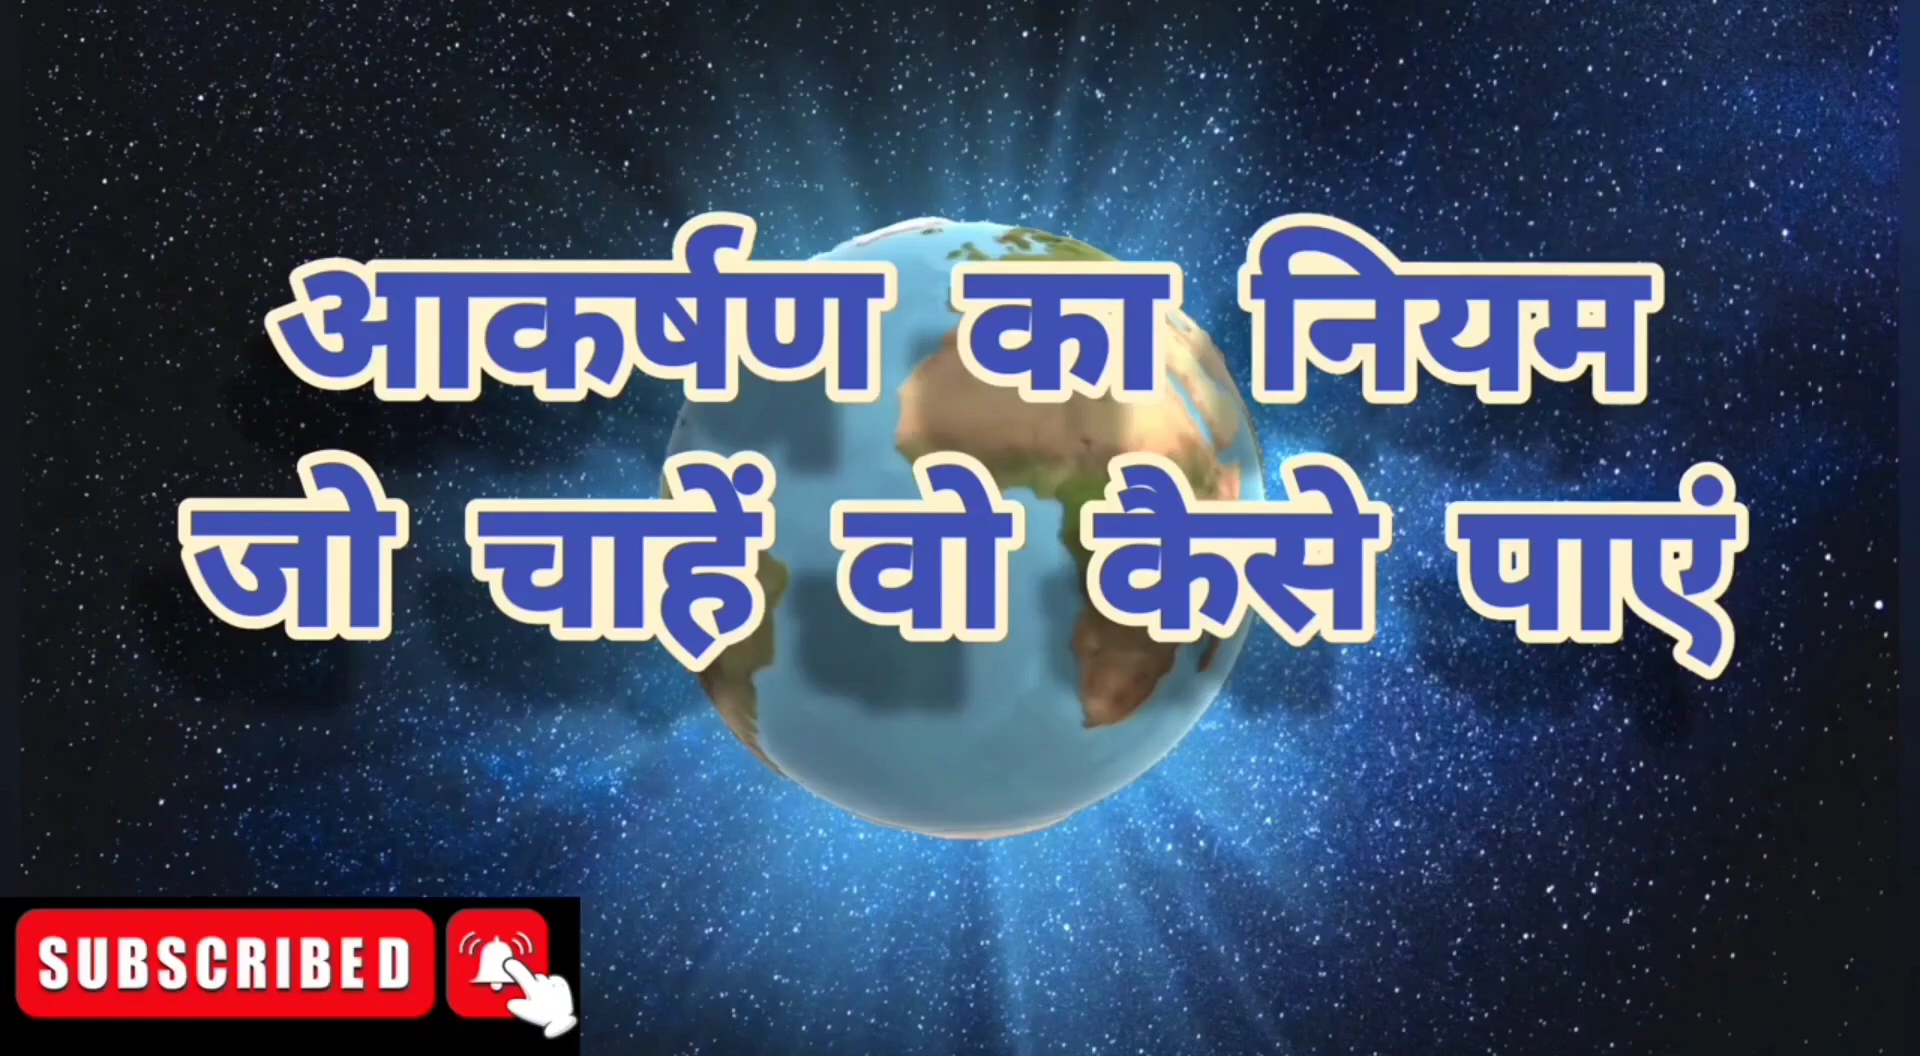 आकर्षण का नियम
जो चाहें वो कैसे पाएं
SUBSCRIBED